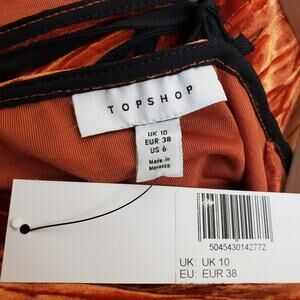 TOPSHOP
UK 10
EUR 38
US 6
Made in
Morocco
5045430142772
UK: UK 10
EU: EUR 38